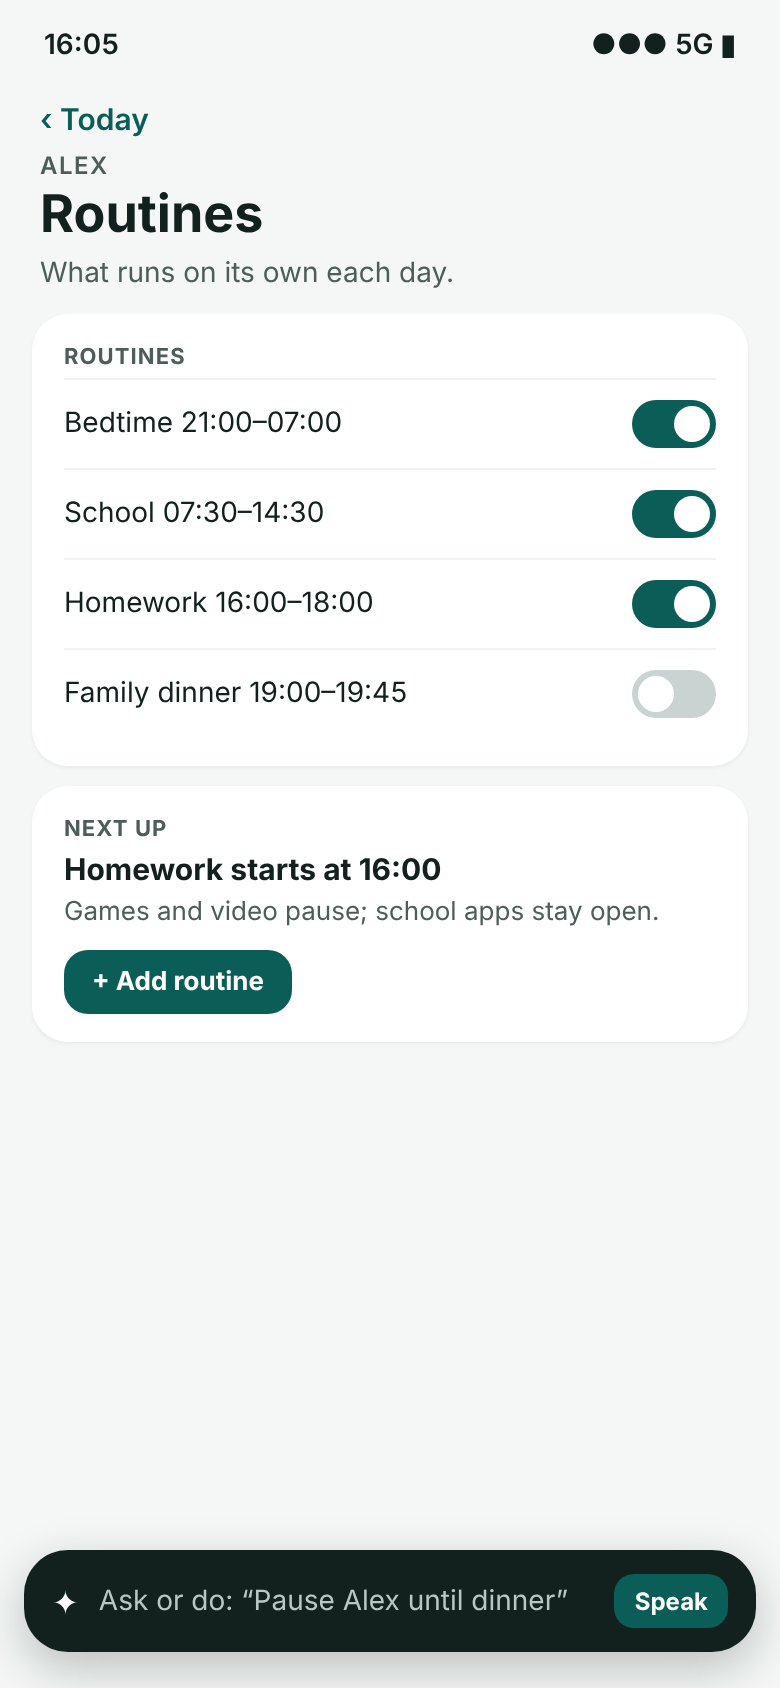 16:05
●●● 5G ▮
‹ Today
ALEX
Routines
What runs on its own each day.
ROUTINES
Bedtime 21:00–07:00
School 07:30–14:30
Homework 16:00–18:00
Family dinner 19:00–19:45
NEXT UP
Homework starts at 16:00
Games and video pause; school apps stay open.
+ Add routine
✦ Ask or do: “Pause Alex until dinner”
Speak